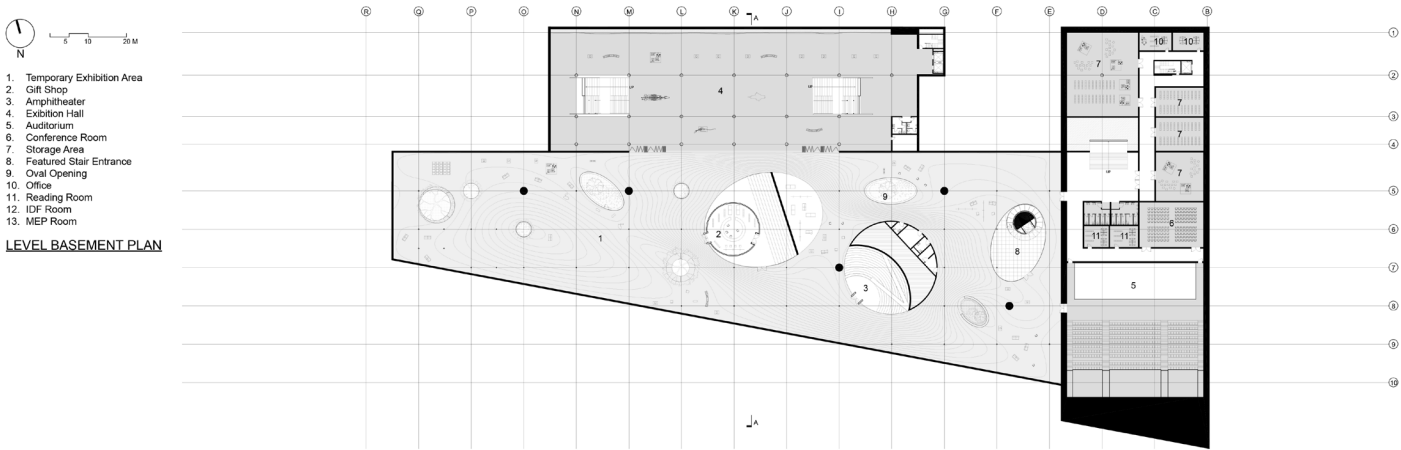 R Q P O N M L K J I H G F E D C B
A
1
2
3
4
5
6
7
8
9
10
N
5 10 20 M
1. Temporary Exhibition Area
2. Gift Shop
3. Amphitheater
4. Exibition Hall
5. Auditorium
6. Conference Room
7. Storage Area
8. Featured Stair Entrance
9. Oval Opening
10. Office
11. Reading Room
12. IDF Room
13. MEP Room
LEVEL BASEMENT PLAN
10 10
7
4
7
7
7
9
1
2
8
11 11
6
3
5
A